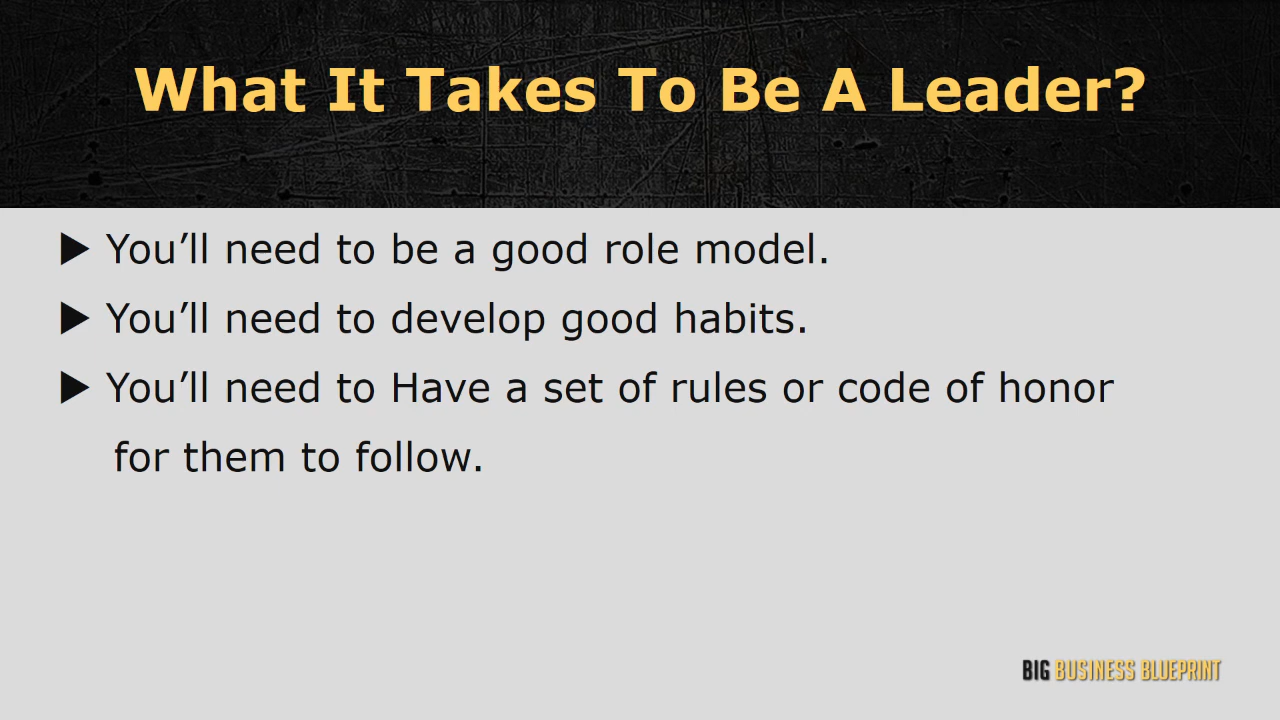 What It Takes To Be A Leader?
▶ You’ll need to be a good role model.
▶ You’ll need to develop good habits.
▶ You’ll need to Have a set of rules or code of honor
for them to follow.
BIG BUSINESS BLUEPRINT